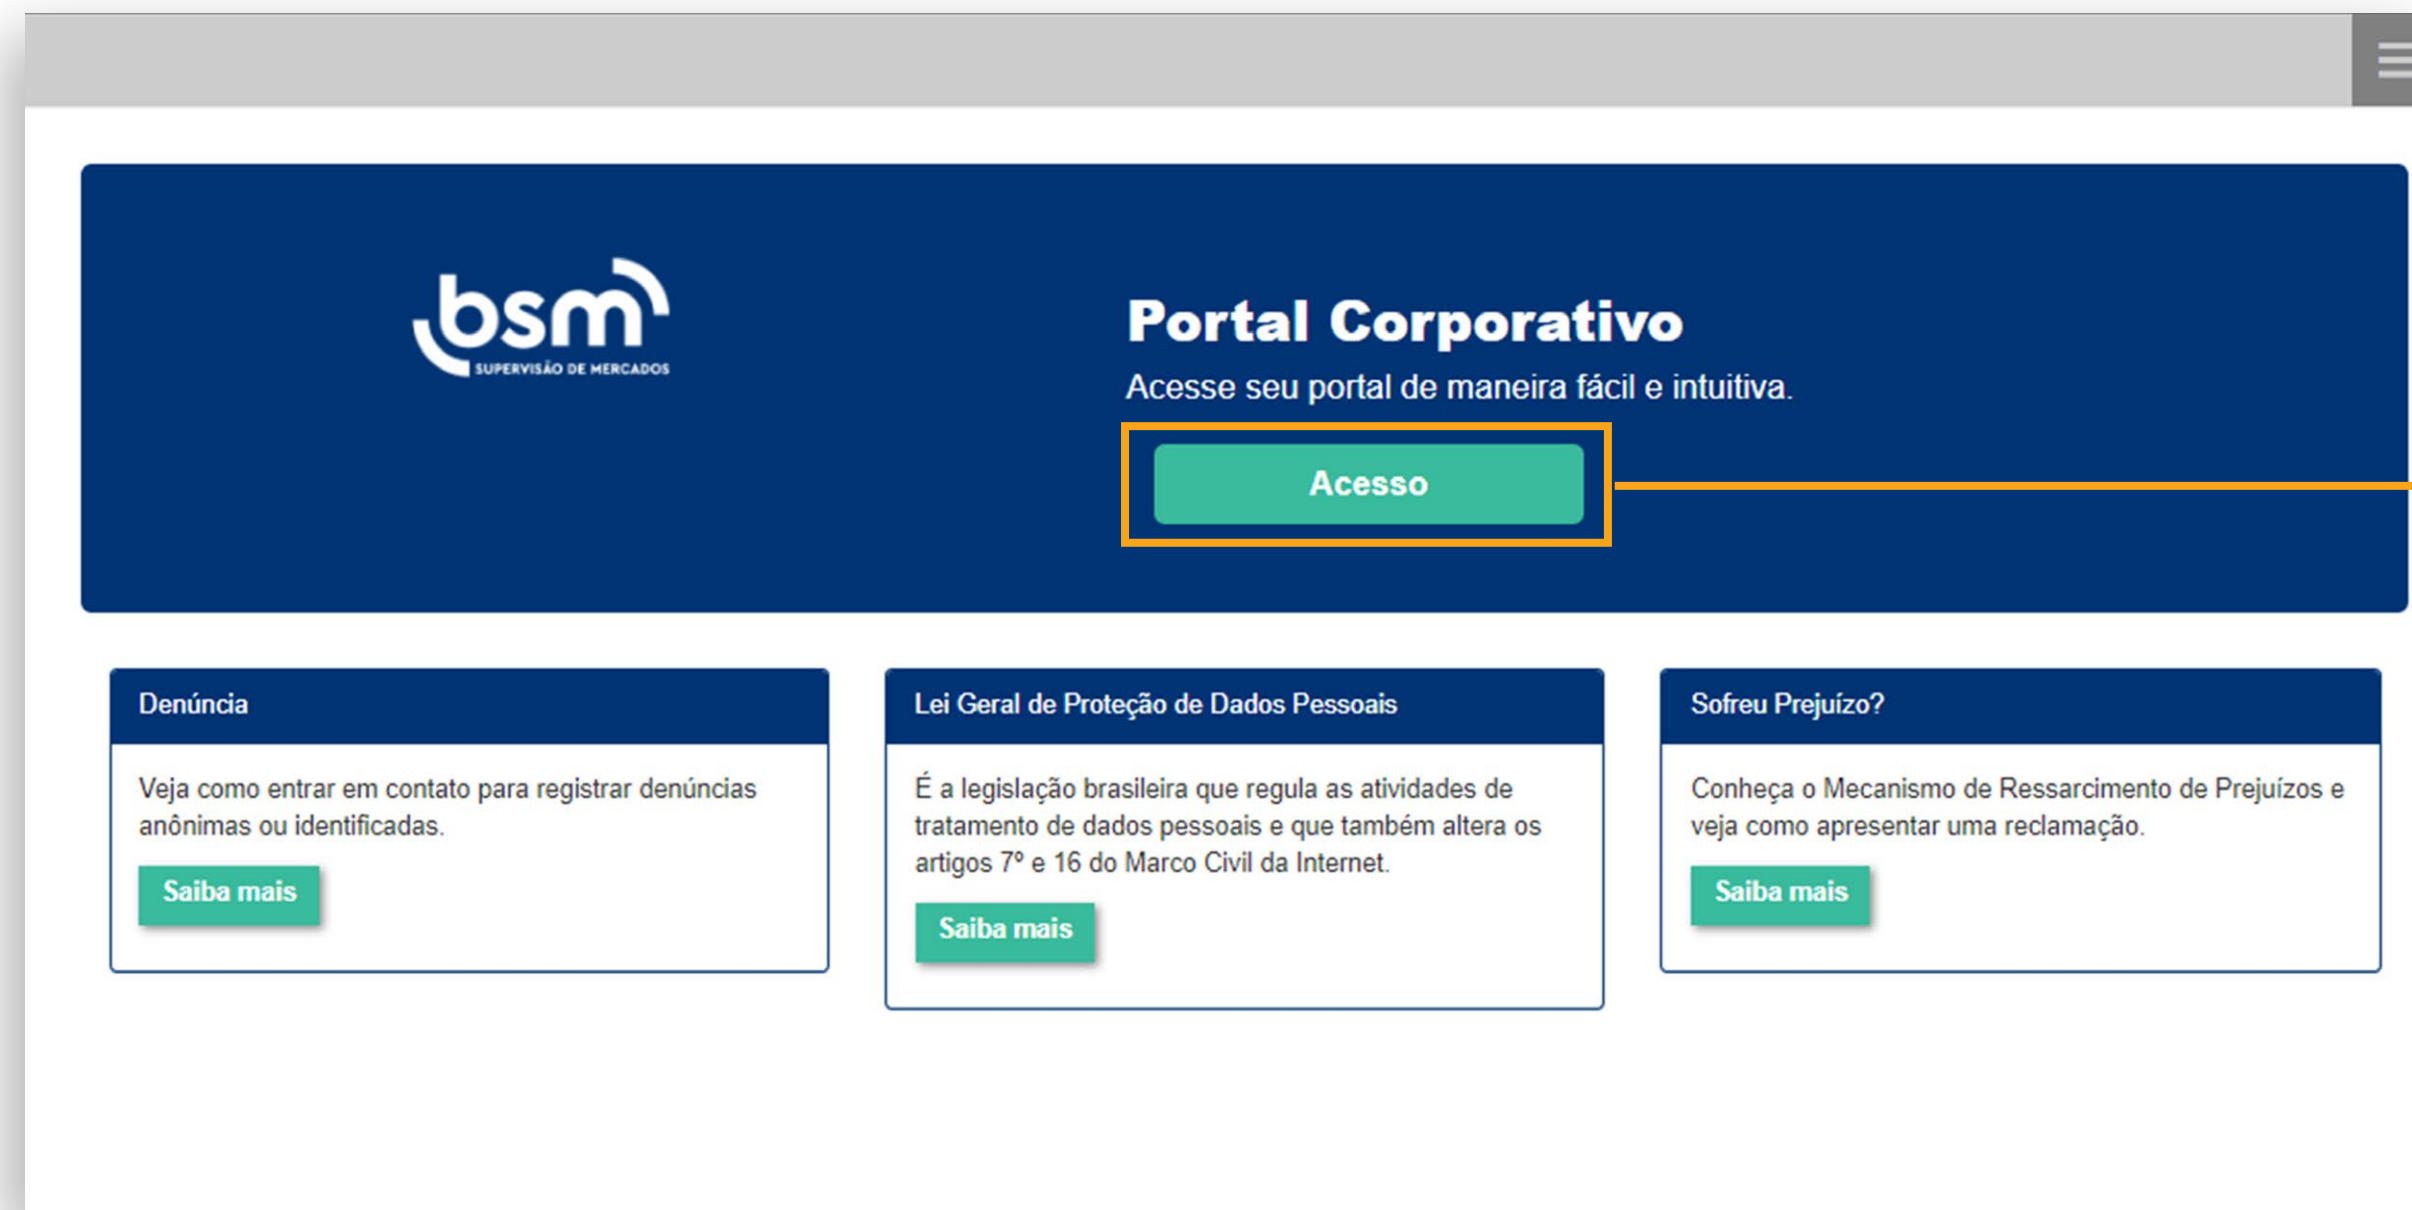 bsm
SUPERVISÃO DE MERCADOS
Portal Corporativo
Acesse seu portal de maneira fácil e intuitiva.
Acesso
Denúncia
Veja como entrar em contato para registrar denúncias
anônimas ou identificadas.
Saiba mais
Lei Geral de Proteção de Dados Pessoais
É a legislação brasileira que regula as atividades de
tratamento de dados pessoais e que também altera os
artigos 7º e 16 do Marco Civil da Internet.
Saiba mais
Sofreu Prejuízo?
Conheça o Mecanismo de Ressarcimento de Prejuízos e
veja como apresentar uma reclamação.
Saiba mais